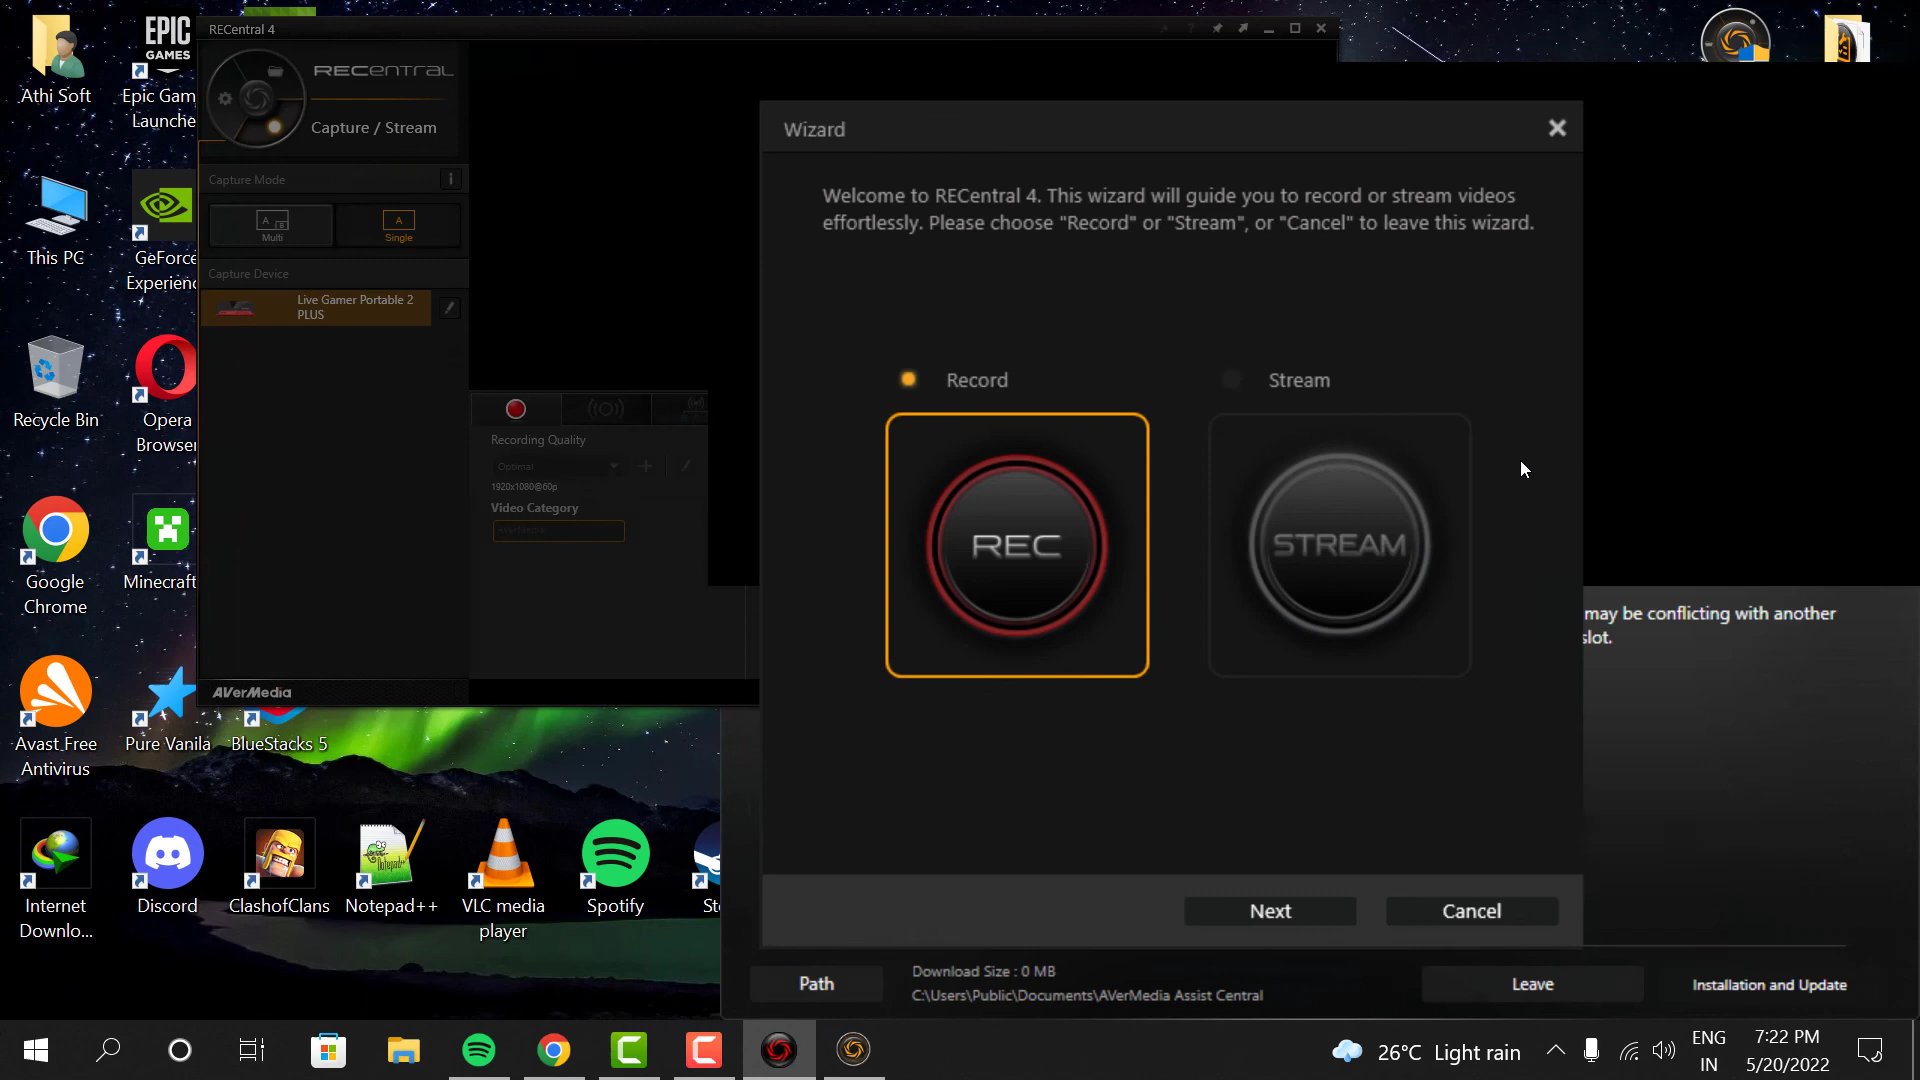 RECentral 4
EPIC
GAMES
RECENTRAL
Athi Soft
Epic Gam
Launche
Capture / Stream
Wizard
Welcome to RECentral 4. This wizard will guide you to record or stream videos
effortlessly. Please choose "Record" or "Stream", or "Cancel" to leave this wizard.
Capture Mode
Multi
Single
This PC
GeForce
Experienc
Capture Device
Live Gamer Portable 2
PLUS
Record
Stream
Recycle Bin
Opera
Browse
Recording Quality
Optimal
1920x1080@60p
Video Category
REC
STREAM
Google
Chrome
Minecraft
may be conflicting with another
slot.
AVerMedia
Avast Free
Antivirus
Pure Vanila
BlueStacks 5
Internet
Downlo...
Discord
ClashofClans
Notepad++
VLC media
player
Spotify
St
Next
Cancel
Path
Download Size : 0 MB
C:\Users\Public\Documents\AVerMedia Assist Central
Leave
Installation and Update
26°C Light rain
ENG
IN
7:22 PM
5/20/2022